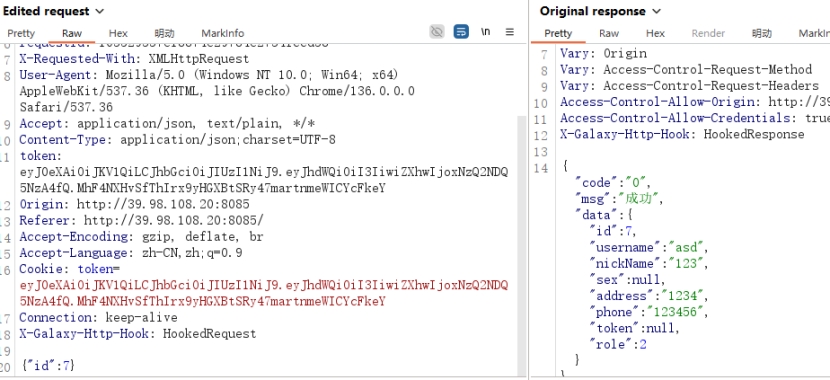 Edited request
Pretty Raw Hex 明动 MarkInfo
\n
7 X-Requested-With: XMLHttpRequest
8 User-Agent: Mozilla/5.0 (Windows NT 10.0; Win64; x64)
AppleWebKit/537.36 (KHTML, like Gecko) Chrome/136.0.0.0
Safari/537.36
9 Accept: application/json, text/plain, */*
10 Content-Type: application/json;charset=UTF-8
11 token:
eyJ0eXAiOiJKV1QiLCJhbGciOiJIUzI1NiJ9.eyJhdWQiOiI3IiwiZXhwIjoxNzQ2NDQ
5NzA4fQ.MhF4NXHvSfThIrx9yHGXBtSRy47martnmeWICYcFkeY
12 Origin: http://39.98.108.20:8085
13 Referer: http://39.98.108.20:8085/
14 Accept-Encoding: gzip, deflate, br
15 Accept-Language: zh-CN,zh;q=0.9
16 Cookie: token=
eyJ0eXAiOiJKV1QiLCJhbGciOiJIUzI1NiJ9.eyJhdWQiOiI3IiwiZXhwIjoxNzQ2NDQ
5NzA4fQ.MhF4NXHvSfThIrx9yHGXBtSRy47martnmeWICYcFkeY
17 Connection: keep-alive
18 X-Galaxy-Http-Hook: HookedRequest
20 {"id":7}
Original response
Pretty Raw Hex Render 明动 MarkIn
7 Vary: Origin
8 Vary: Access-Control-Request-Method
9 Vary: Access-Control-Request-Headers
10 Access-Control-Allow-Origin: http://39
11 Access-Control-Allow-Credentials: true
12 X-Galaxy-Http-Hook: HookedResponse
13
14 {
"code":"0",
"msg":"成功",
"data":{
"id":7,
"username":"asd",
"nickName":"123",
"sex":null,
"address":"1234",
"phone":"123456",
"token":null,
"role":2
}